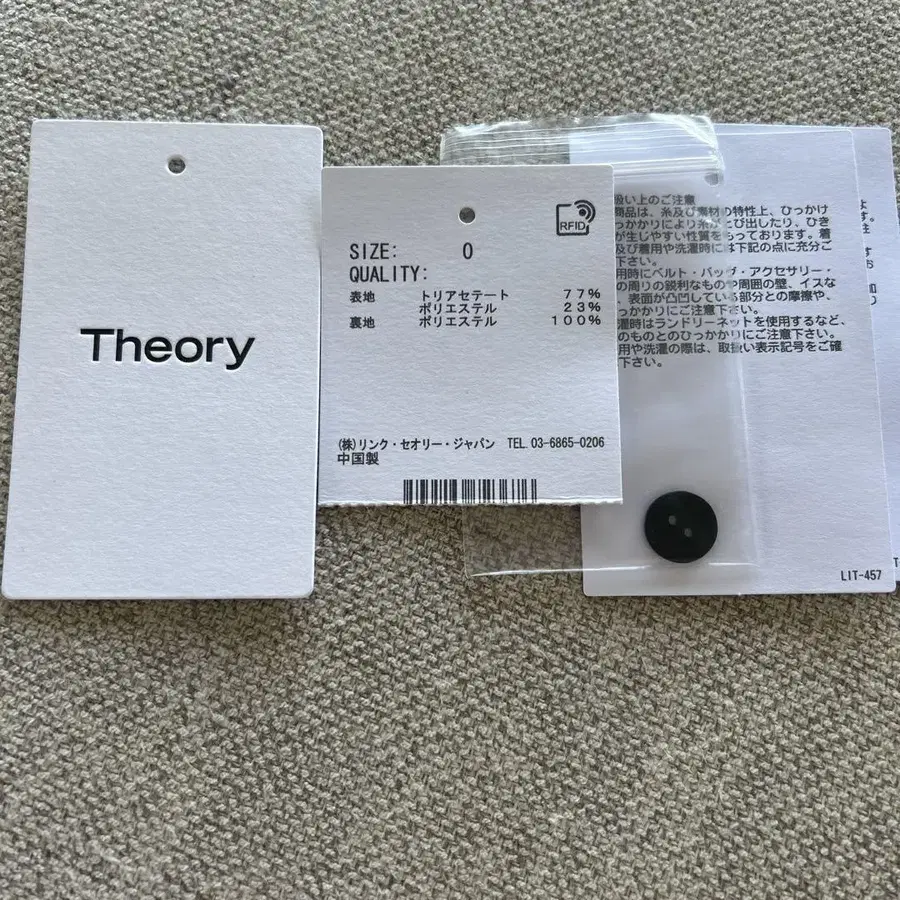 Theory
RFID
SIZE: 0
QUALITY:
表地 トリアセテート 77%
ポリエステル 23%
裏地 ポリエステル 100%
(株)リンク・セオリー・ジャパン TEL.03-6865-0206
中国製
扱い上のご注意
商品は、糸及び素材の特性上、ひっかけ
っかかりにより糸がとび出したり、ひき
が生じやすい性質をもっております。着
及び着用や洗濯時には下記の点に充分ご
下さい。
用時にベルト・バッグ・アクセサリー・
の周りの鋭利なものや周囲の壁、イスな
、表面が凸凹している部分との摩擦や、
っかかりにご注意下さい。
濯時はランドリーネットを使用するなど、
のものとのひっかかりにご注意下さい。
用や洗濯の際は、取扱い表示記号をご確
下さい。
LIT-457